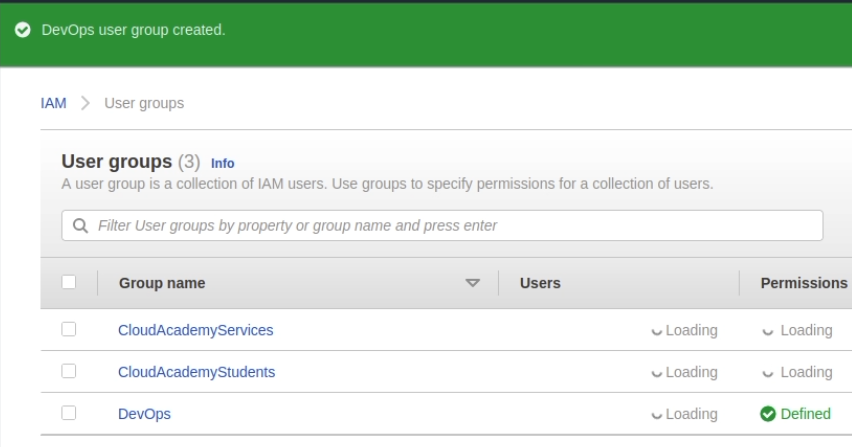 DevOps user group created.
IAM > User groups
User groups (3) Info
A user group is a collection of IAM users. Use groups to specify permissions for a collection of users.
Filter User groups by property or group name and press enter
Group name Users Permissions
CloudAcademyServices Loading Loading
CloudAcademyStudents Loading Loading
DevOps Loading Defined